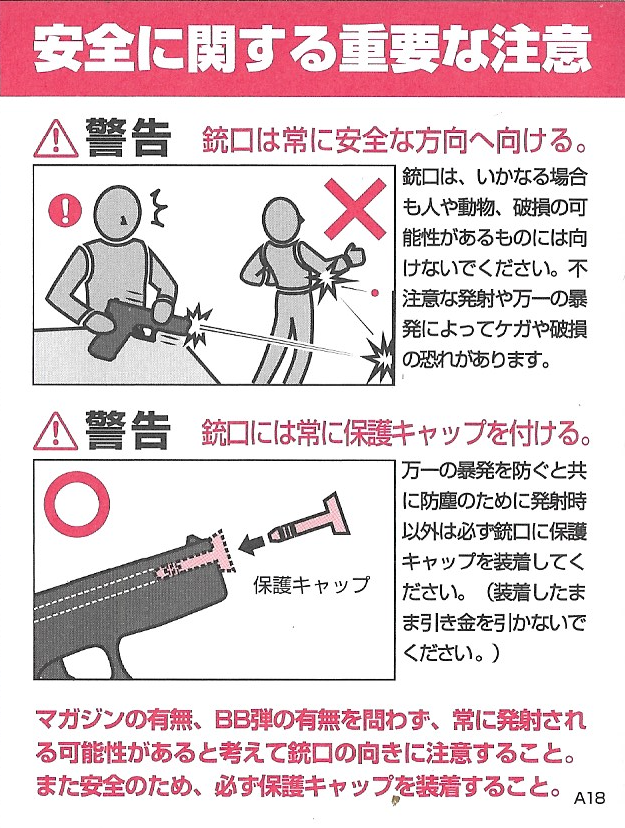 安全に関する重要な注意
警告 銃口は常に安全な方向へ向ける。
銃口は、いかなる場合
も人や動物、破損の可
能性があるものには向
けないでください。不
注意な発射や万一の暴
発によってケガや破損
の恐れがあります。
警告 銃口には常に保護キャップを付ける。
万一の暴発を防ぐと共
に防塵のために発射時
以外は必ず銃口に保護
キャップを装着してく
ださい。（装着したま
ま引き金を引かないで
ください。）
保護キャップ
マガジンの有無、BB弾の有無を問わず、常に発射され
る可能性があると考えて銃口の向きに注意すること。
また安全のため、必ず保護キャップを装着すること。
A18